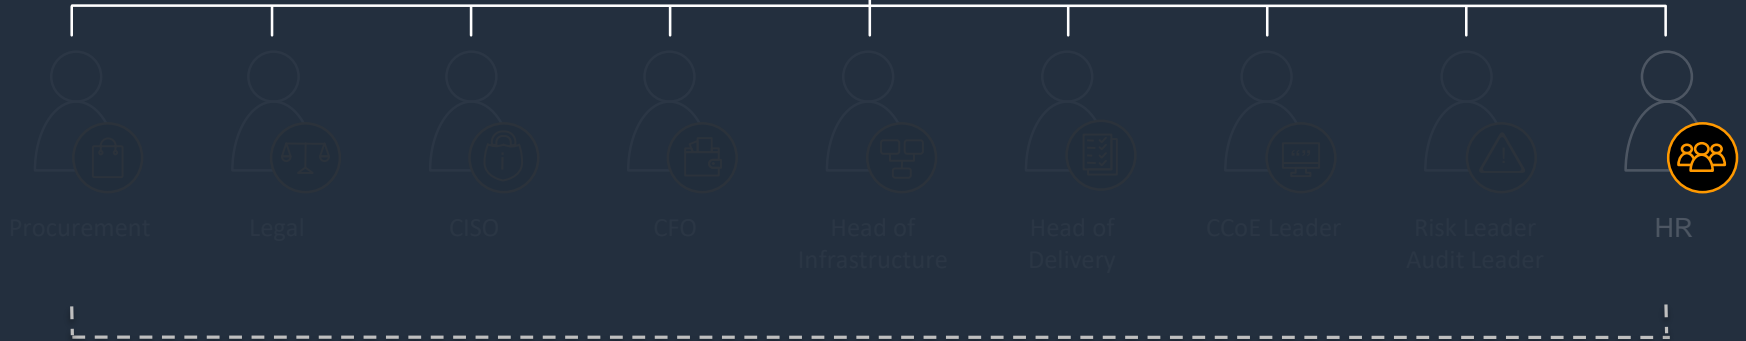 Procurement
Legal
CISO
CFO
Head of
Infrastructure
Head of
Delivery
CCoE Leader
Risk Leader
Audit Leader
HR